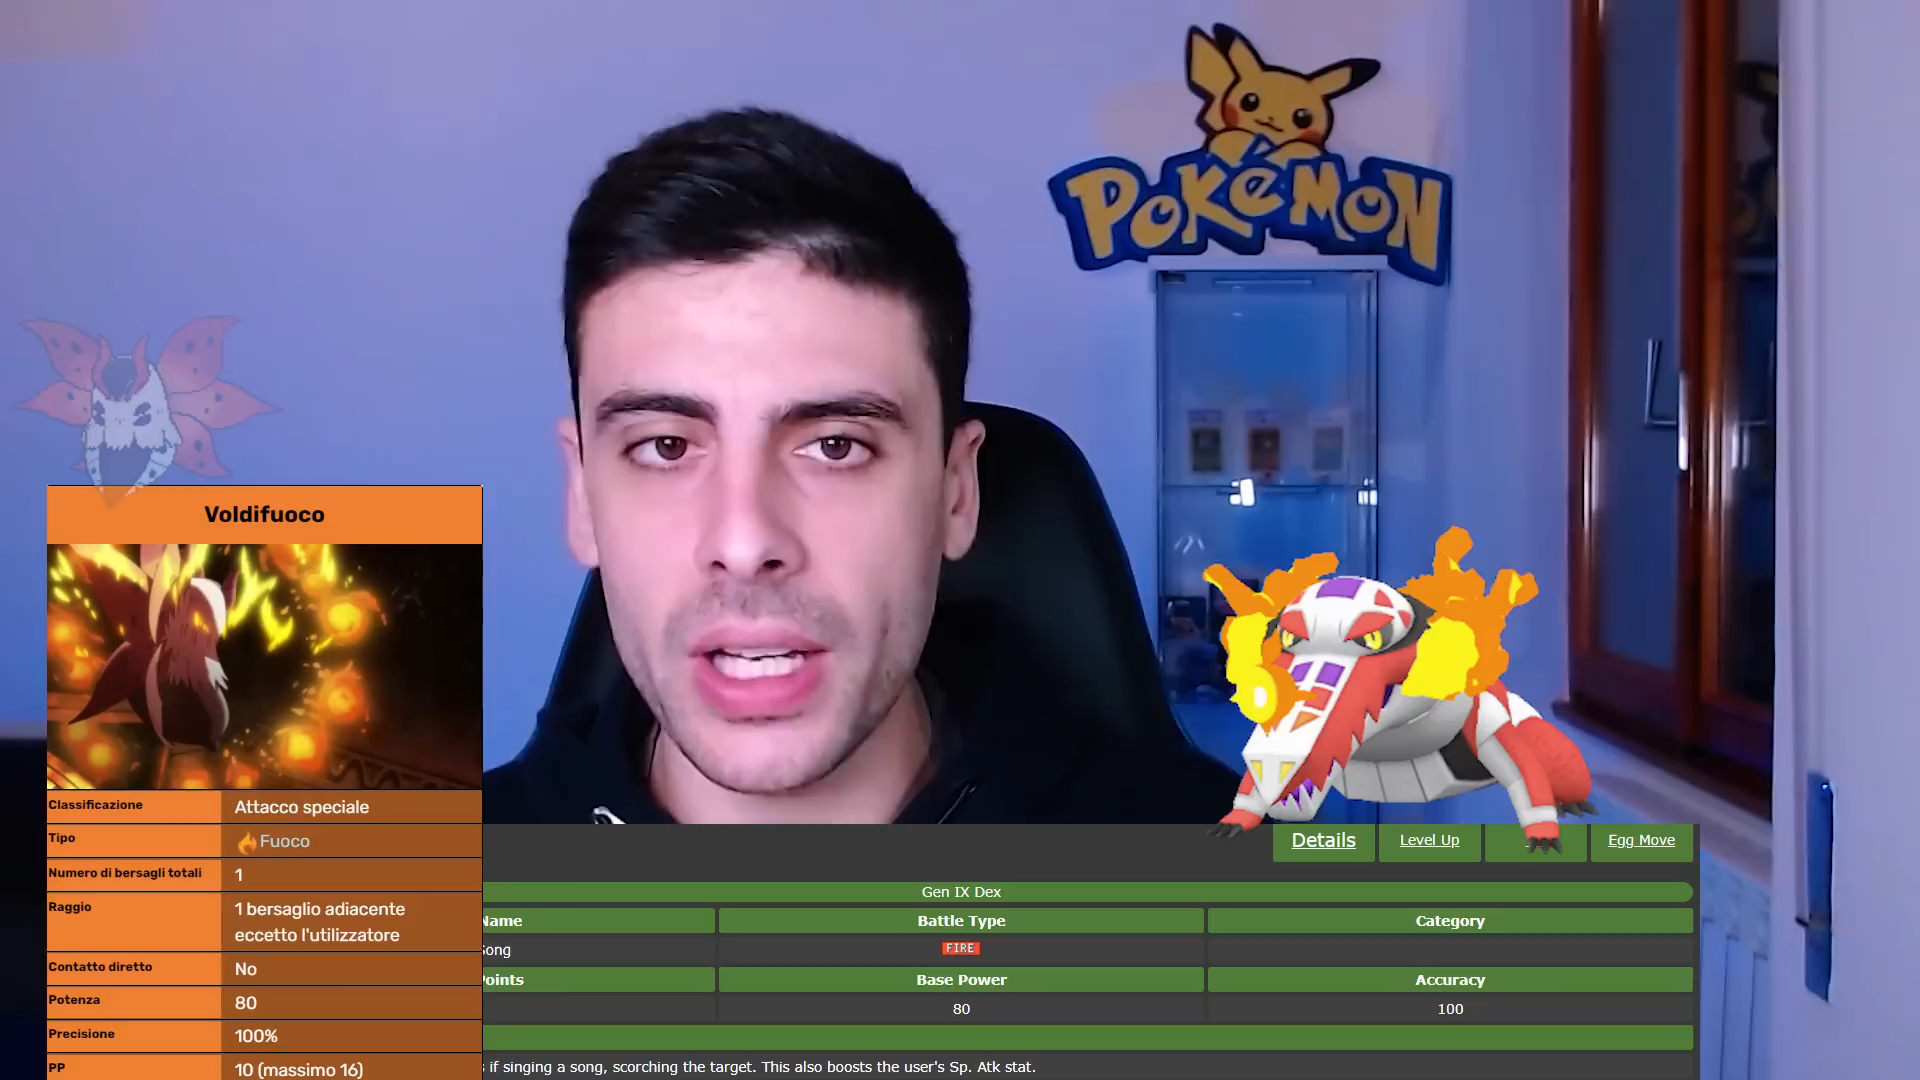 POKéMON
Voldifuoco
Classificazione Attacco speciale
Tipo Fuoco
Numero di bersagli totali 1
Raggio 1 bersaglio adiacente
eccetto l'utilizzatore
Contatto diretto No
Potenza 80
Precisione 100%
PP 10 (massimo 16)
Details Level Up Egg Move
Gen IX Dex
Name Battle Type Category
Song FIRE
Points Base Power Accuracy
80 100
if singing a song, scorching the target. This also boosts the user's Sp. Atk stat.